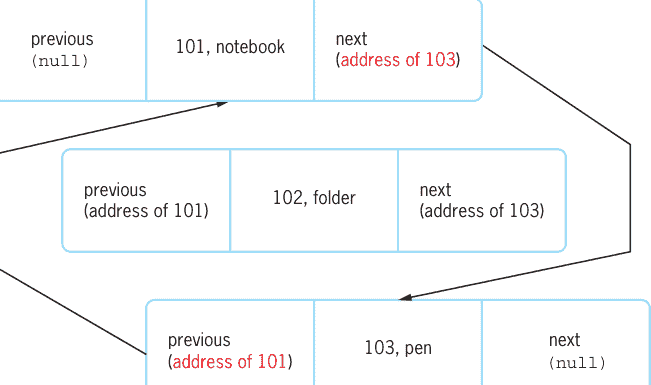 previous
(null)
101, notebook
next
(address of 103)
previous
(address of 101)
102, folder
next
(address of 103)
previous
(address of 101)
103, pen
next
(null)